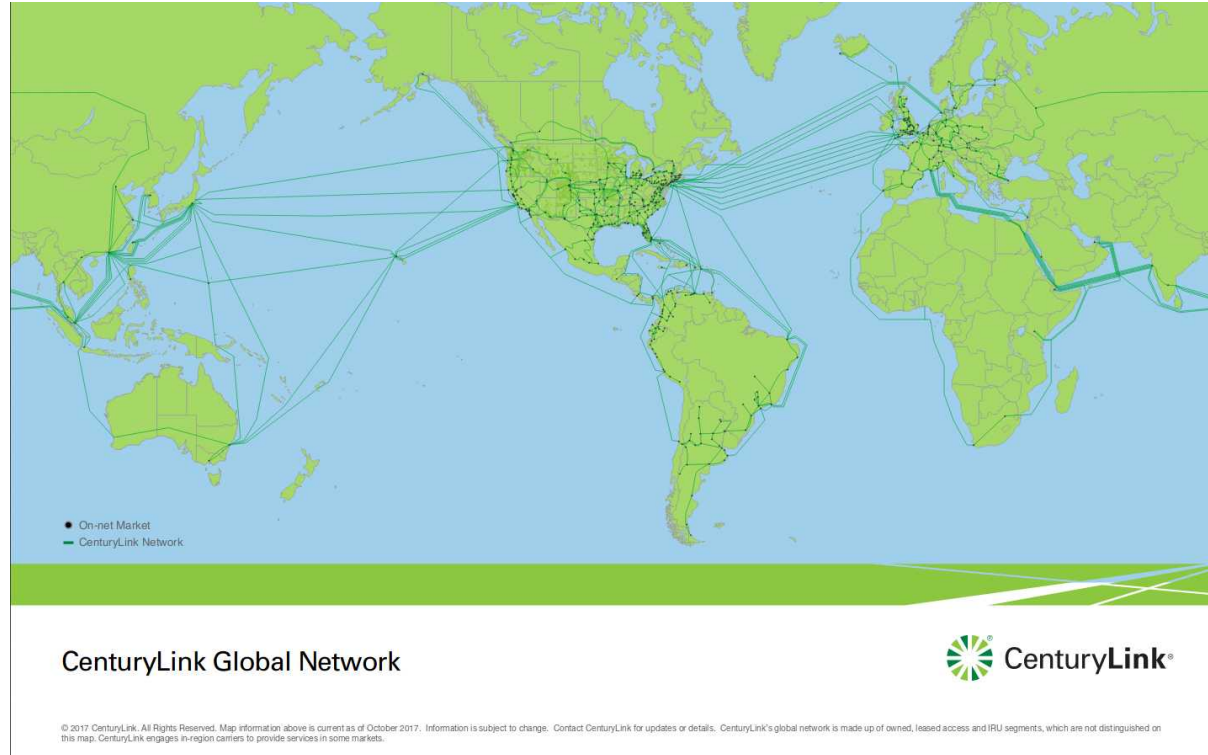 On-net Market
CenturyLink Network
CenturyLink Global Network
CenturyLink®
© 2017 CenturyLink. All Rights Reserved. Map information above is current as of October 2017. Information is subject to change. Contact CenturyLink for updates or details. CenturyLink's global network is made up of owned, leased access and IRU segments, which are not distinguished on
this map. CenturyLink engages in-region carriers to provide services in some markets.